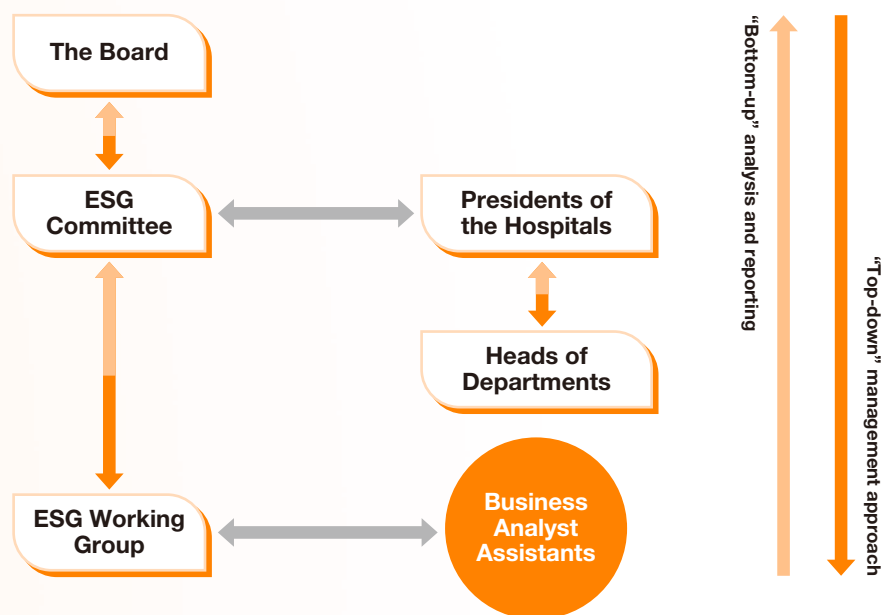 The Board
ESG
Committee
Presidents of
the Hospitals
Heads of
Departments
ESG Working
Group
Business
Analyst
Assistants
“Bottom-up” analysis and reporting
“Top-down” management approach